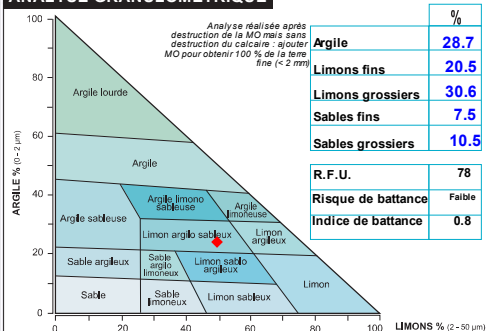 ANALYSE GRANULOMÉTRIQUE
Analyse réalisée après
destruction de la MO mais sans
destruction du calcaire : ajouter
MO pour obtenir 100 % de la terre
fine (< 2 mm)
%
Argile 28.7
Limons fins 20.5
Limons grossiers 30.6
Sables fins 7.5
Sables grossiers 10.5
R.F.U. 78
Risque de battance Faible
Indice de battance 0.8
ARGILE % (0 - 2 µm)
100
80
60
40
20
0
Argile lourde
Argile
Argile sableuse
Argile limono
sableuse
Argile
limoneuse
Limon argilo sableux
Limon
argileux
Sable argileux
Sable
argilo
limoneux
Limon sablo
argileux
Limon
Sable
Sable
limoneux
Limon sableux
0 20 40 60 80 100
LIMONS % (2 - 50 µm)